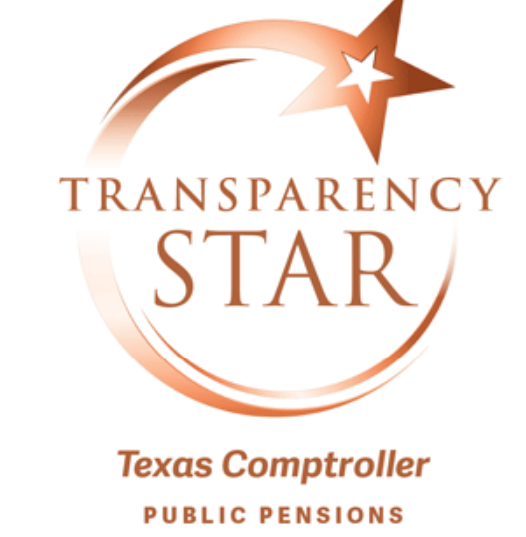 TRANSPARENCY
STAR
Texas Comptroller
PUBLIC PENSIONS